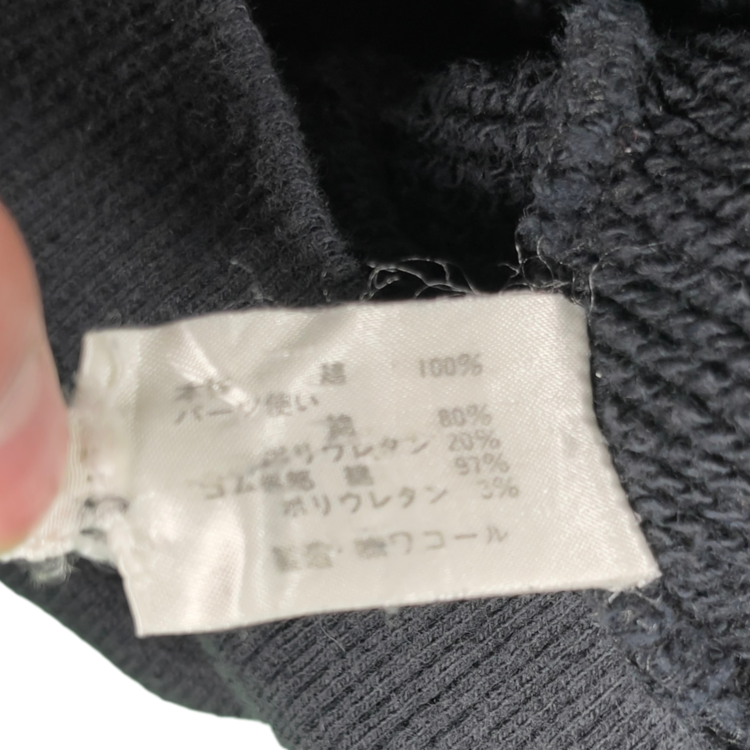 本体 綿 100%
パーツ使い
綿 80%
ポリウレタン 20%
ゴム 部 綿 97%
ポリウレタン 3%
製造・㈱ワコール